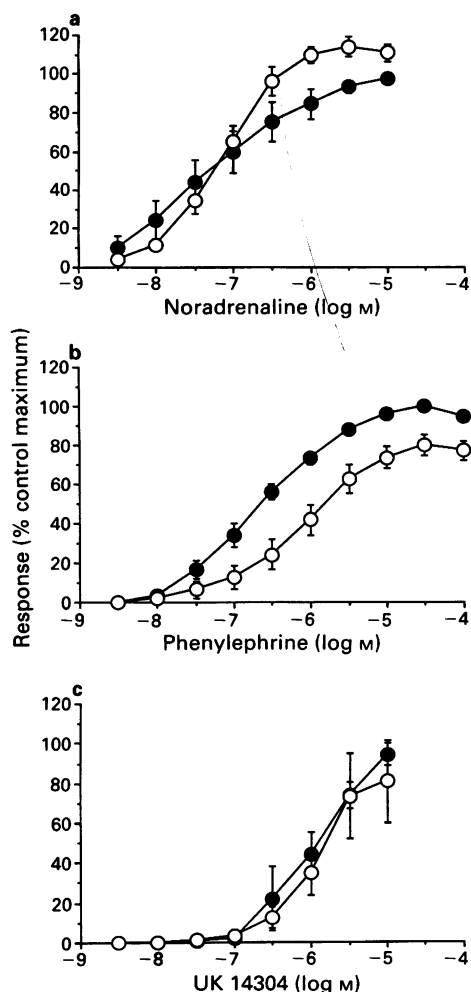 a
120
100
80
60
40
20
0
−9 −8 −7 −6 −5 −4
Noradrenaline (log M)
b
120
100
80
60
40
20
0
−9 −8 −7 −6 −5 −4
Phenylephrine (log M)
Response (% control maximum)
c
120
100
80
60
40
20
0
−9 −8 −7 −6 −5 −4
UK 14304 (log M)